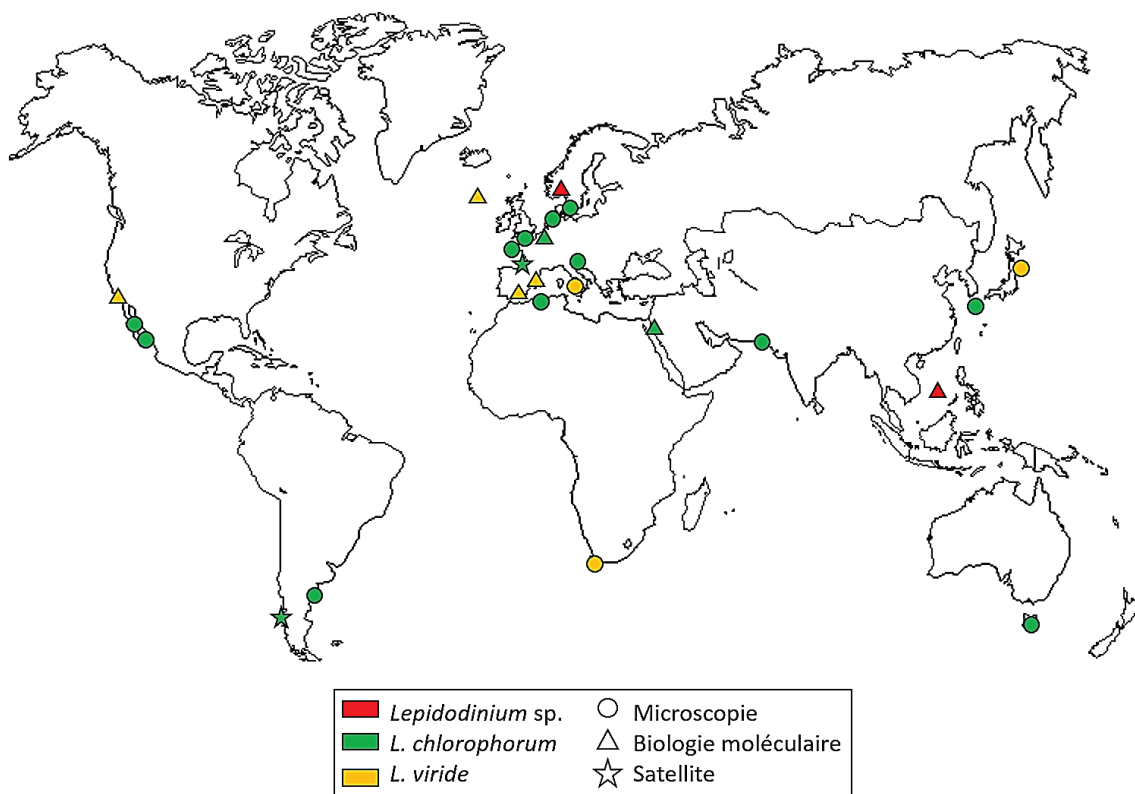 Lepidodinium sp.
L. chlorophorum
L. viride
Microscopie
Biologie moléculaire
Satellite